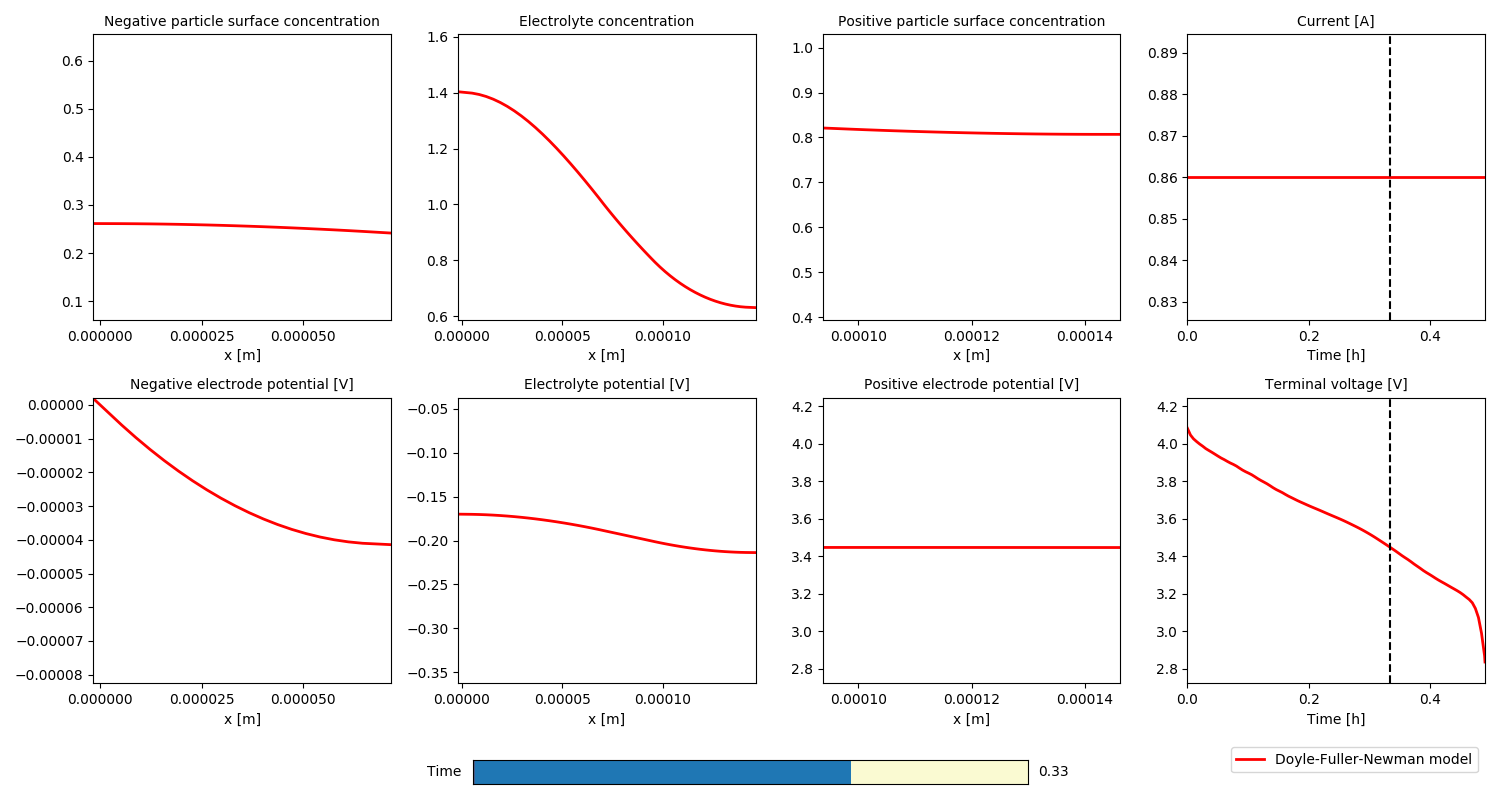 Negative particle surface concentration
0.6
0.5
0.4
0.3
0.2
0.1
0.000000 0.000025 0.000050
x [m]
Electrolyte concentration
1.6
1.4
1.2
1.0
0.8
0.6
0.00000 0.00005 0.00010
x [m]
Positive particle surface concentration
1.0
0.9
0.8
0.7
0.6
0.5
0.4
0.00010 0.00012 0.00014
x [m]
Current [A]
0.89
0.88
0.87
0.86
0.85
0.84
0.83
0.0 0.2 0.4
Time [h]
Negative electrode potential [V]
0.00000
−0.00001
−0.00002
−0.00003
−0.00004
−0.00005
−0.00006
−0.00007
−0.00008
0.000000 0.000025 0.000050
x [m]
Electrolyte potential [V]
−0.05
−0.10
−0.15
−0.20
−0.25
−0.30
−0.35
0.00000 0.00005 0.00010
x [m]
Positive electrode potential [V]
4.2
4.0
3.8
3.6
3.4
3.2
3.0
2.8
0.00010 0.00012 0.00014
x [m]
Terminal voltage [V]
4.2
4.0
3.8
3.6
3.4
3.2
3.0
2.8
0.0 0.2 0.4
Time [h]
Time 0.33
Doyle-Fuller-Newman model